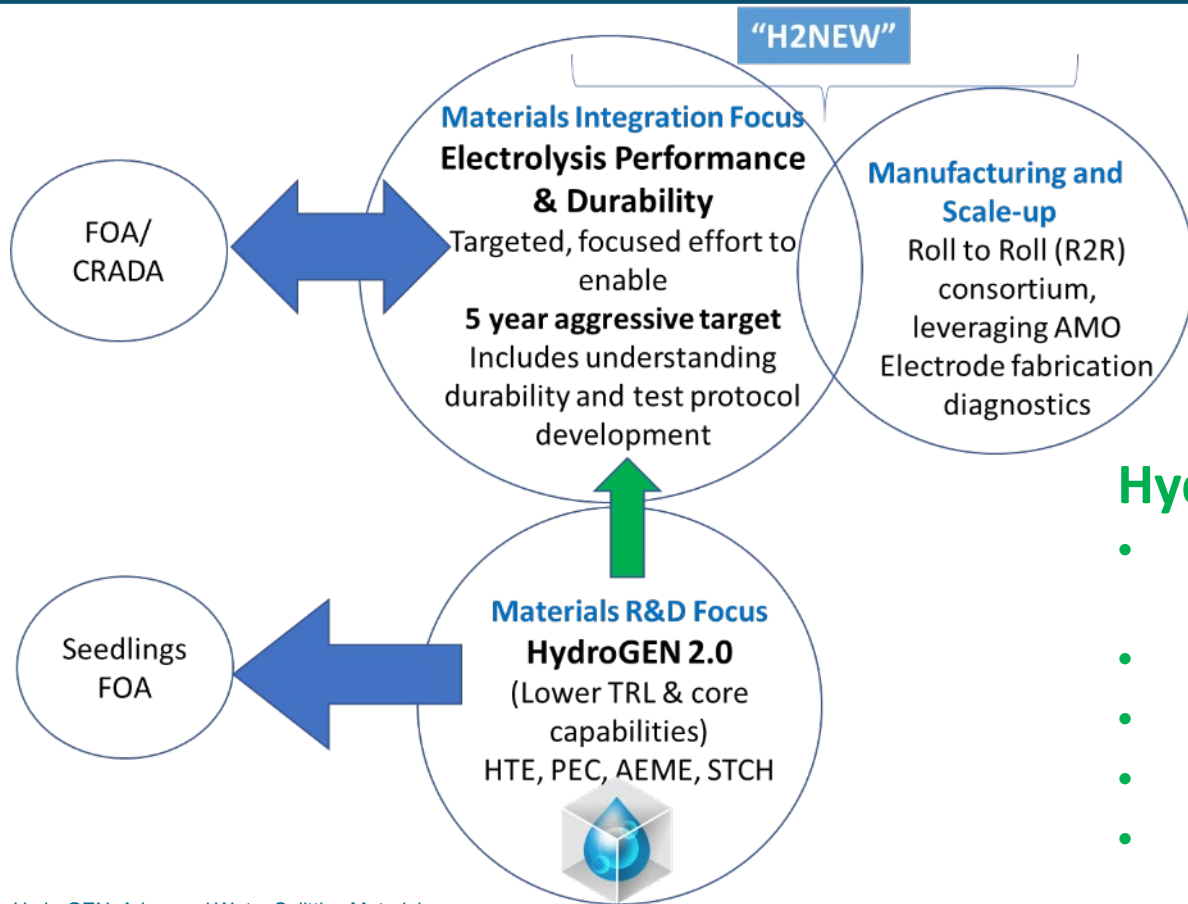 “H2NEW”
Materials Integration Focus
Electrolysis Performance
& Durability
Targeted, focused effort to
enable
5 year aggressive target
Includes understanding
durability and test protocol
development
Manufacturing and
Scale-up
Roll to Roll (R2R)
consortium,
leveraging AMO
Electrode fabrication
diagnostics
FOA/
CRADA
Seedlings
FOA
Materials R&D Focus
HydroGEN 2.0
(Lower TRL & core
capabilities)
HTE, PEC, AEME, STCH
•
•
•
•
•